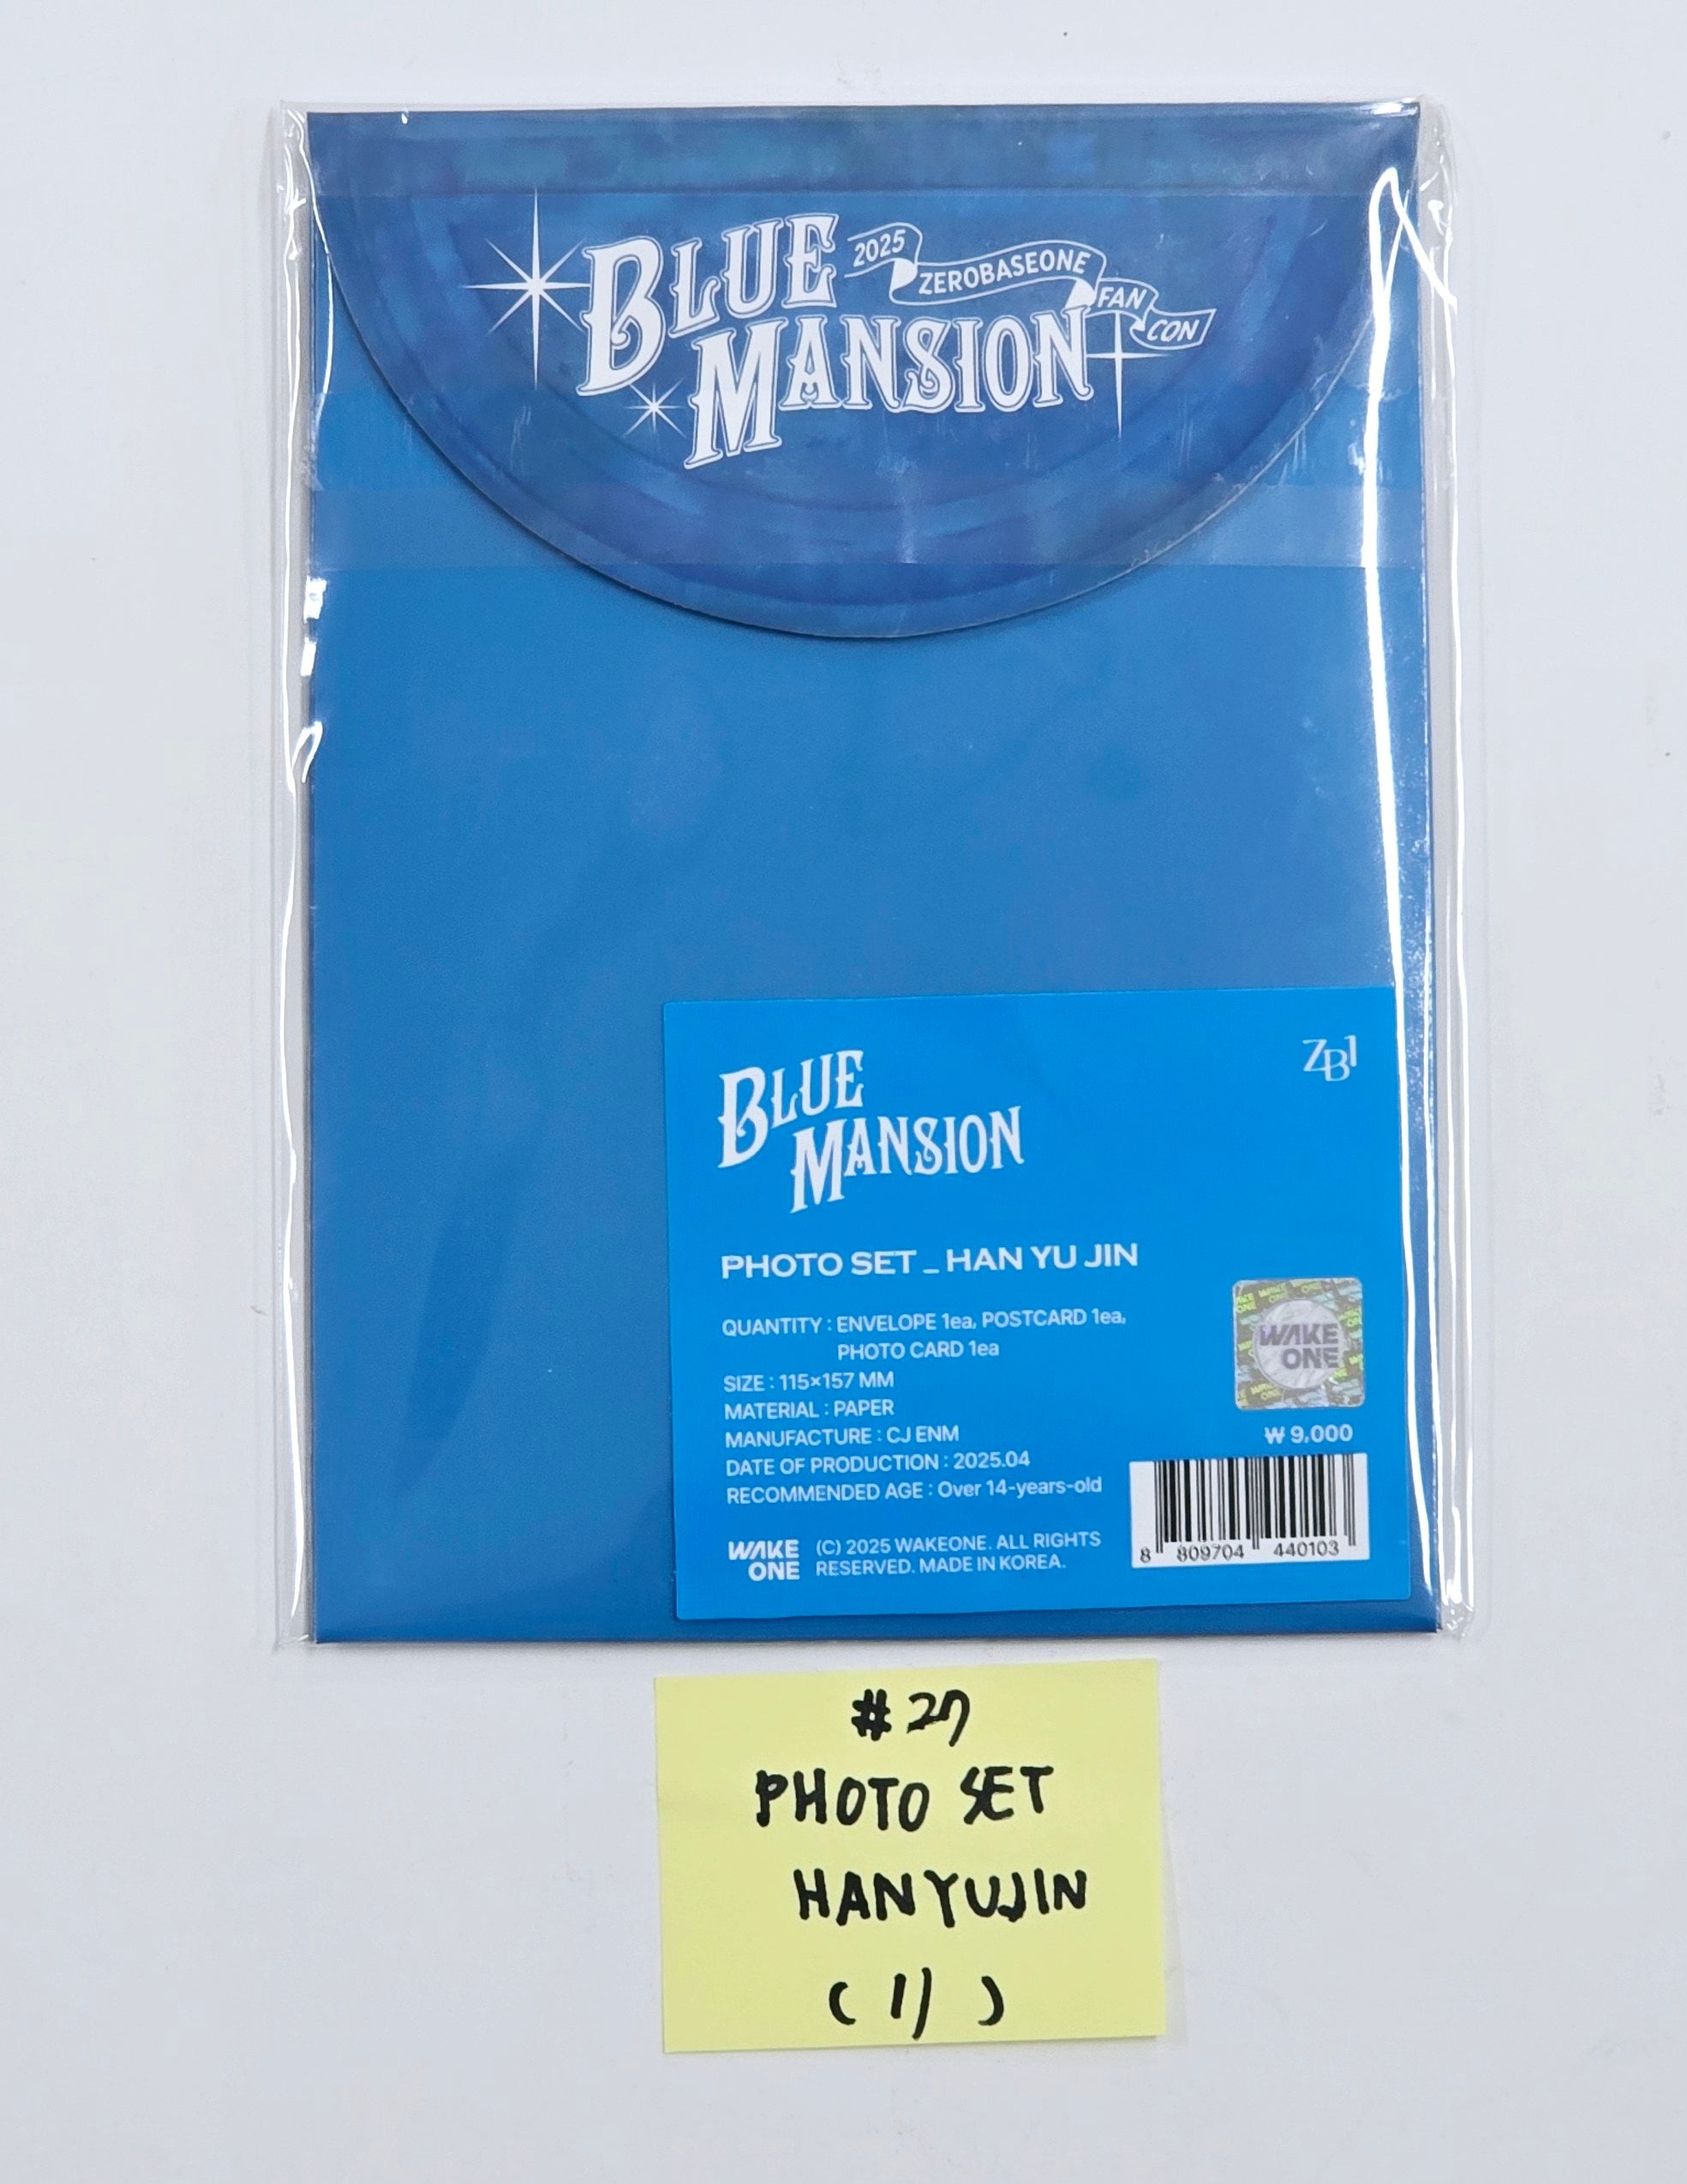 BLUE
MANSION
2025 ZEROBASEONE FAN CON
BLUE
MANSION
ZB1
PHOTO SET _ HAN YU JIN
QUANTITY : ENVELOPE 1ea, POSTCARD 1ea,
PHOTO CARD 1ea
SIZE : 115×157 MM
MATERIAL : PAPER
MANUFACTURE : CJ ENM
DATE OF PRODUCTION : 2025.04
RECOMMENDED AGE : Over 14-years-old
WAKE
ONE
₩ 9,000
8 809704 440103
WAKE
ONE
(C) 2025 WAKEONE. ALL RIGHTS
RESERVED. MADE IN KOREA.
#27
PHOTO SET
HANYUJIN